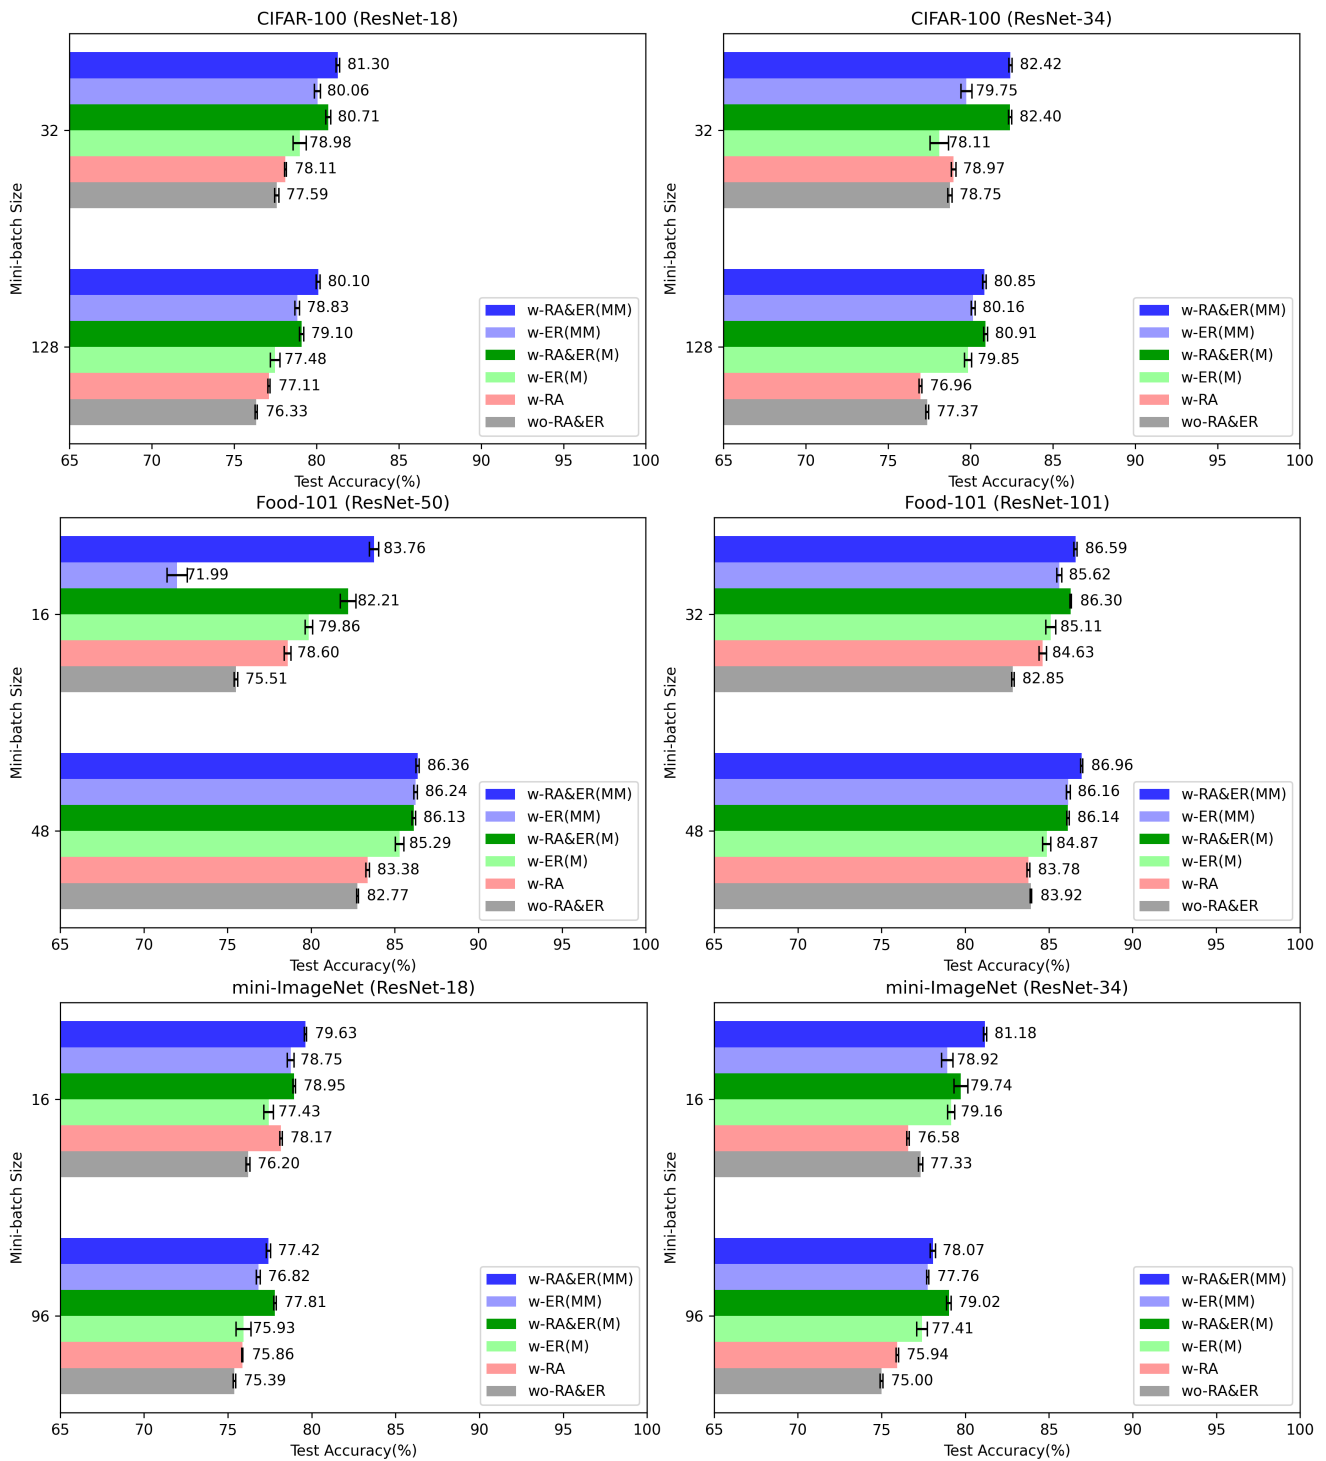 CIFAR-100 (ResNet-18)
Mini-batch Size
32
81.30
80.06
80.71
78.98
78.11
77.59
128
80.10
78.83
79.10
77.48
77.11
76.33
w-RA&ER(MM)
w-ER(MM)
w-RA&ER(M)
w-ER(M)
w-RA
wo-RA&ER
65 70 75 80 85 90 95 100
Test Accuracy(%)
CIFAR-100 (ResNet-34)
Mini-batch Size
32
82.42
79.75
82.40
78.11
78.97
78.75
128
80.85
80.16
80.91
79.85
76.96
77.37
w-RA&ER(MM)
w-ER(MM)
w-RA&ER(M)
w-ER(M)
w-RA
wo-RA&ER
65 70 75 80 85 90 95 100
Test Accuracy(%)
Food-101 (ResNet-50)
Mini-batch Size
16
83.76
71.99
82.21
79.86
78.60
75.51
48
86.36
86.24
86.13
85.29
83.38
82.77
w-RA&ER(MM)
w-ER(MM)
w-RA&ER(M)
w-ER(M)
w-RA
wo-RA&ER
65 70 75 80 85 90 95 100
Test Accuracy(%)
Food-101 (ResNet-101)
Mini-batch Size
32
86.59
85.62
86.30
85.11
84.63
82.85
48
86.96
86.16
86.14
84.87
83.78
83.92
w-RA&ER(MM)
w-ER(MM)
w-RA&ER(M)
w-ER(M)
w-RA
wo-RA&ER
65 70 75 80 85 90 95 100
Test Accuracy(%)
mini-ImageNet (ResNet-18)
Mini-batch Size
16
79.63
78.75
78.95
77.43
78.17
76.20
96
77.42
76.82
77.81
75.93
75.86
75.39
w-RA&ER(MM)
w-ER(MM)
w-RA&ER(M)
w-ER(M)
w-RA
wo-RA&ER
65 70 75 80 85 90 95 100
Test Accuracy(%)
mini-ImageNet (ResNet-34)
Mini-batch Size
16
81.18
78.92
79.74
79.16
76.58
77.33
96
78.07
77.76
79.02
77.41
75.94
75.00
w-RA&ER(MM)
w-ER(MM)
w-RA&ER(M)
w-ER(M)
w-RA
wo-RA&ER
65 70 75 80 85 90 95 100
Test Accuracy(%)